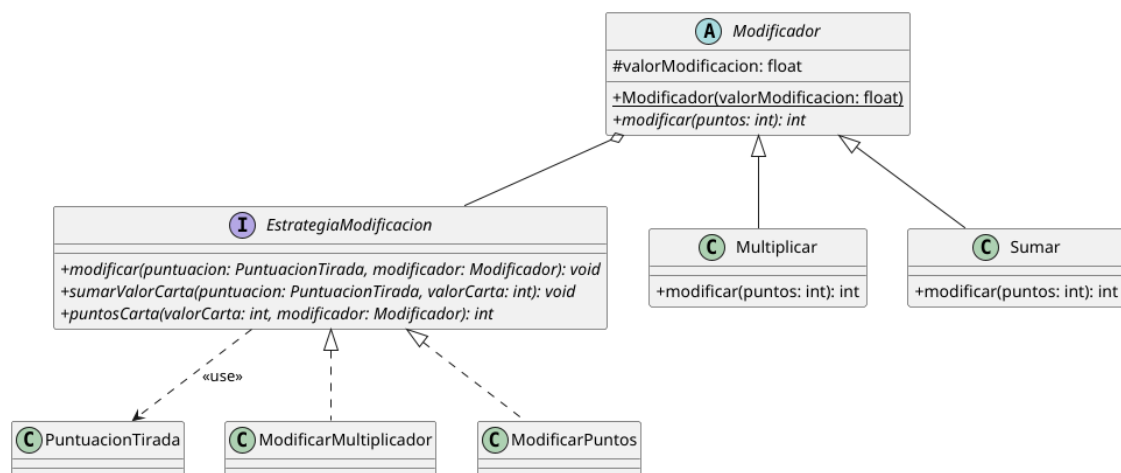 A Modificador
#valorModificacion: float
+Modificador(valorModificacion: float)
+modificar(puntos: int): int
I EstrategiaModificacion
+modificar(puntuacion: PuntuacionTirada, modificador: Modificador): void
+sumarValorCarta(puntuacion: PuntuacionTirada, valorCarta: int): void
+puntosCarta(valorCarta: int, modificador: Modificador): int
C Multiplicar
+modificar(puntos: int): int
C Sumar
+modificar(puntos: int): int
«use»
C PuntuacionTirada
C ModificarMultiplicador
C ModificarPuntos